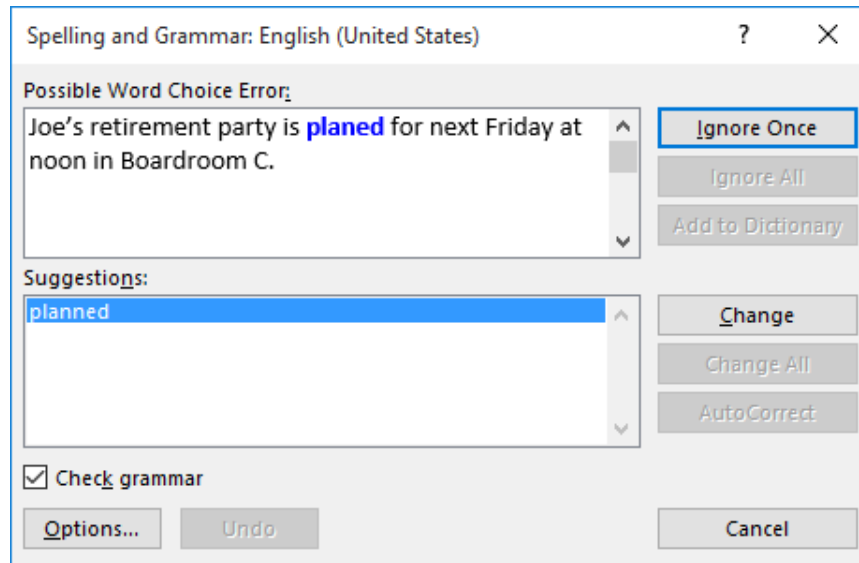 Spelling and Grammar: English (United States)
?
Possible Word Choice Error:
Joe's retirement party is planed for next Friday at
noon in Boardroom C.
Ignore Once
Ignore All
Add to Dictionary
Suggestions:
planned
Change
Change All
AutoCorrect
Check grammar
Options...
Undo
Cancel